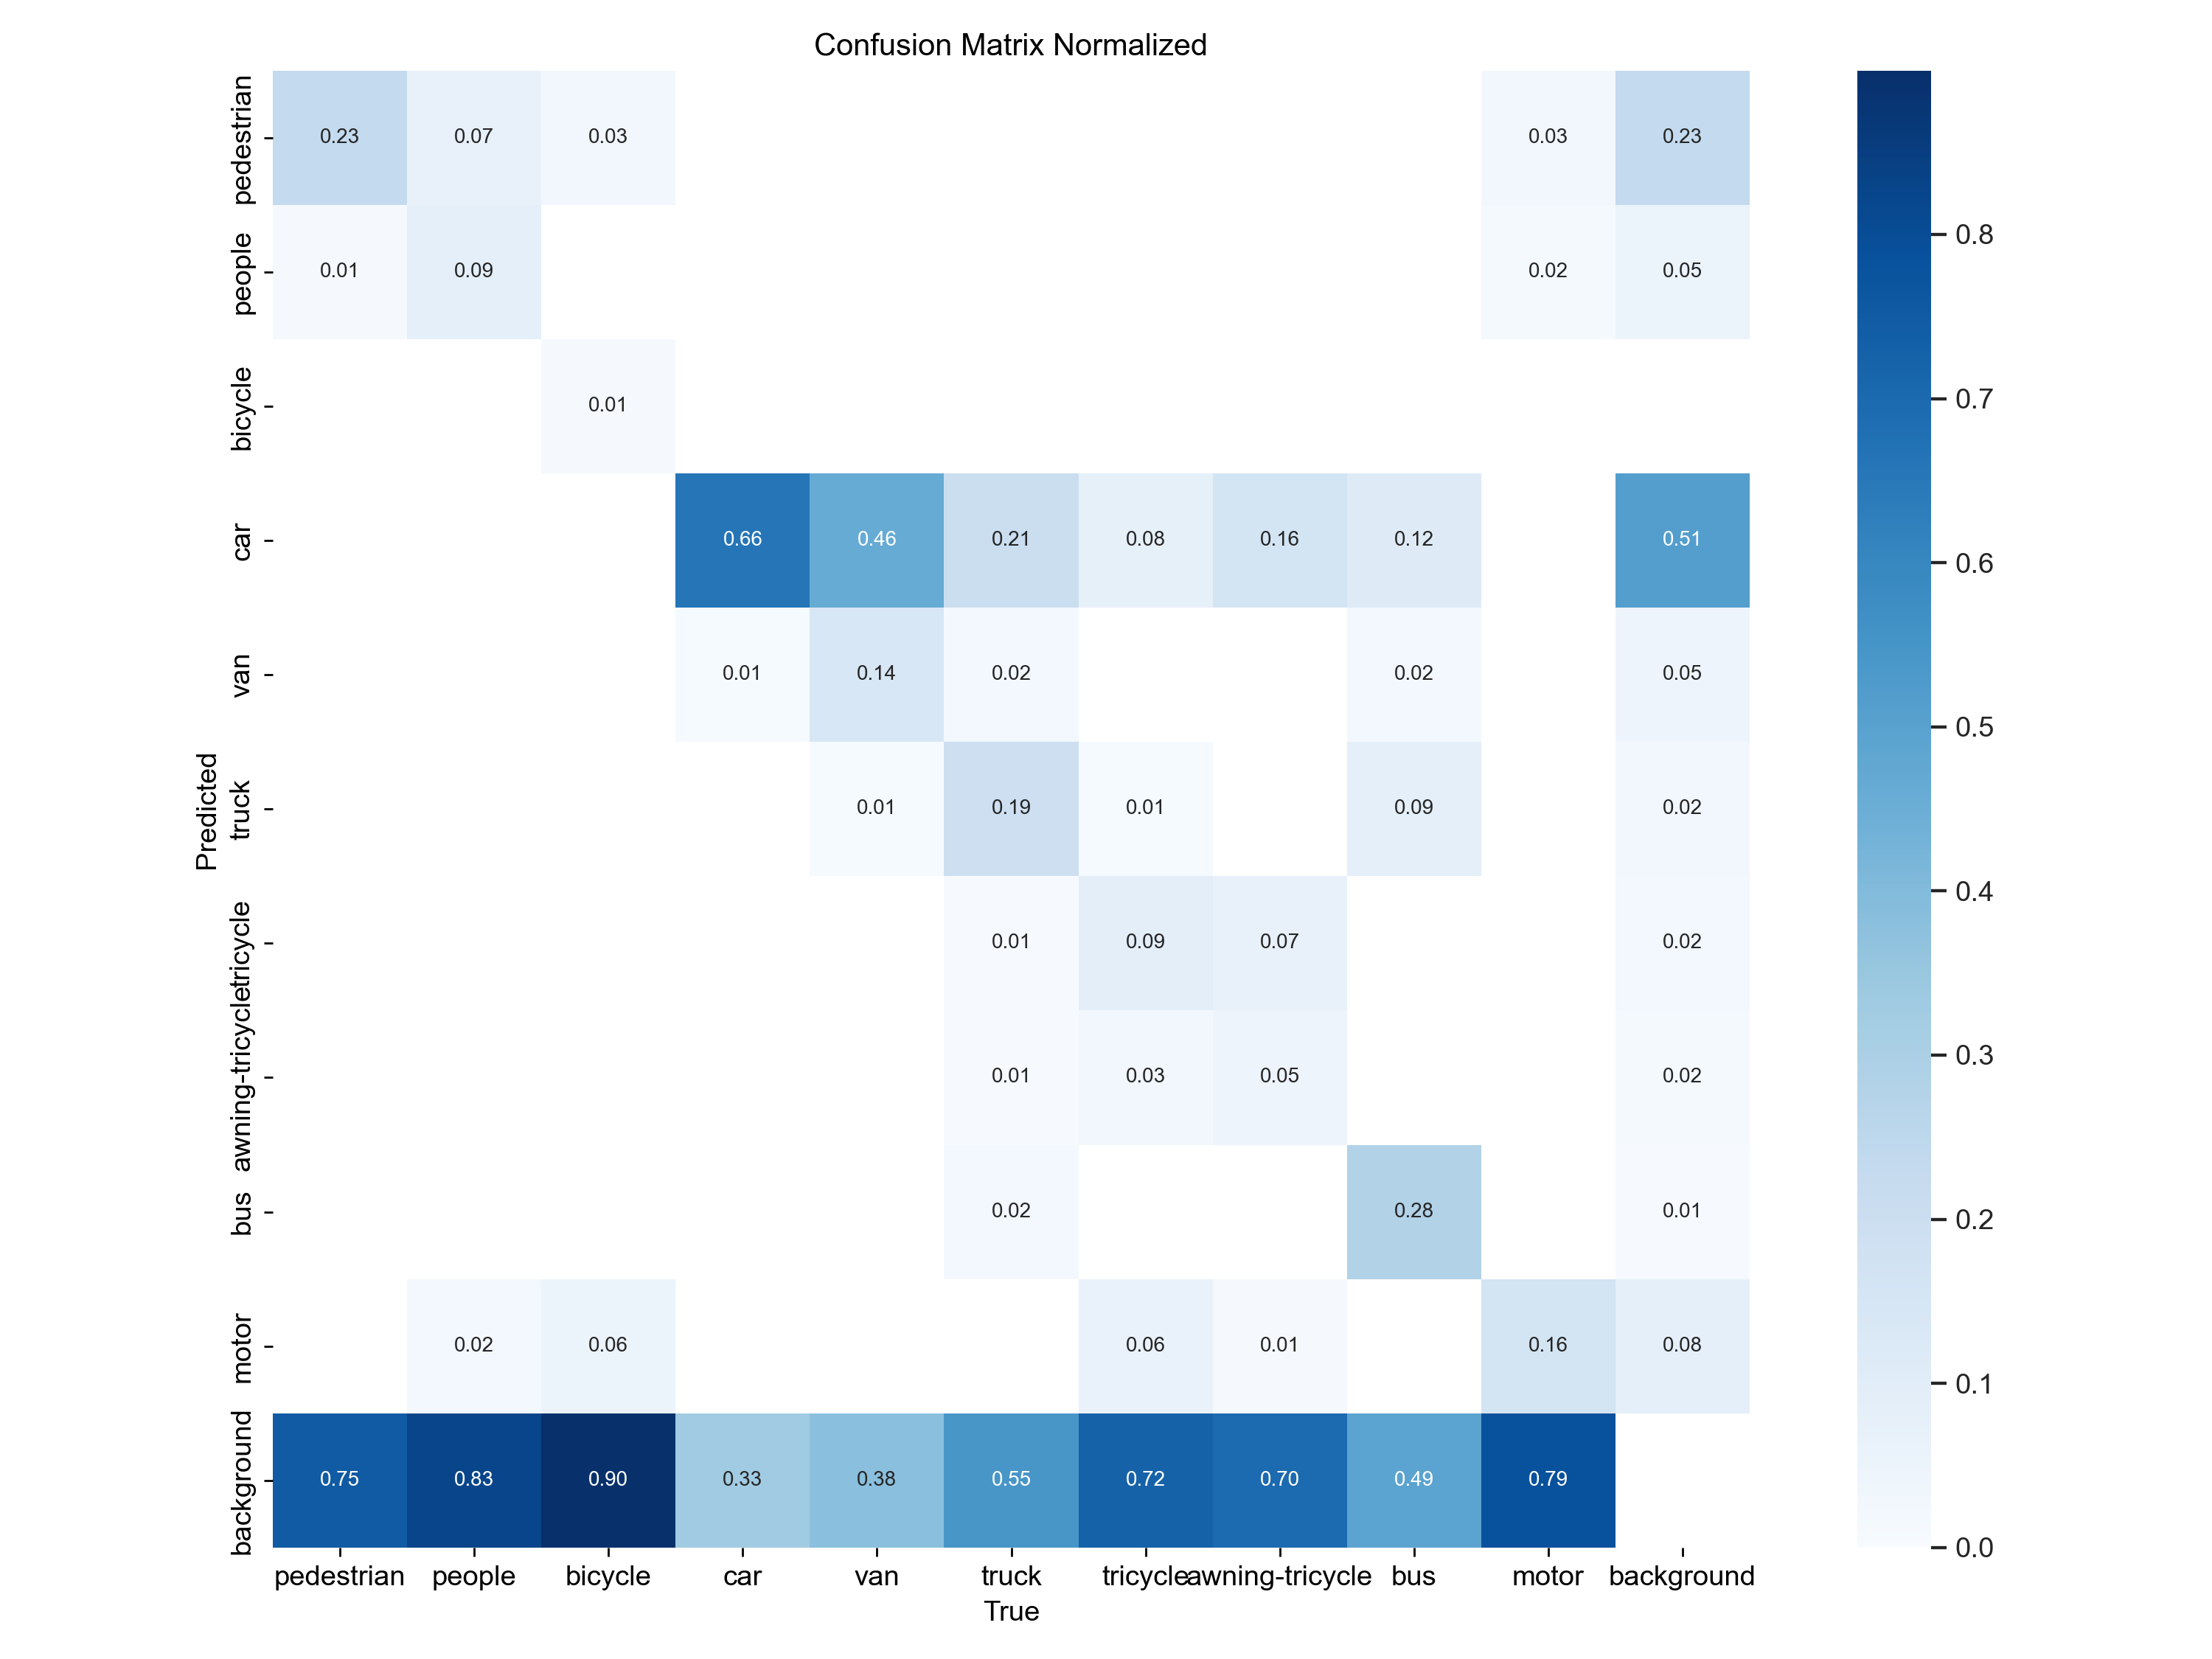 Confusion Matrix Normalized
pedestrian
0.23 0.07 0.03 0.03 0.23
people
0.01 0.09 0.02 0.05
bicycle
0.01
car
0.66 0.46 0.21 0.08 0.16 0.12 0.51
van
0.01 0.14 0.02 0.02 0.05
Predicted
truck
0.01 0.19 0.01 0.09 0.02
tricycle
0.01 0.09 0.07 0.02
awning-tricycle
0.01 0.03 0.05 0.02
bus
0.02 0.28 0.01
motor
0.02 0.06 0.06 0.01 0.16 0.08
background
0.75 0.83 0.90 0.33 0.38 0.55 0.72 0.70 0.49 0.79
pedestrian people bicycle car van truck tricycle awning-tricycle bus motor background
True
0.8
0.7
0.6
0.5
0.4
0.3
0.2
0.1
0.0